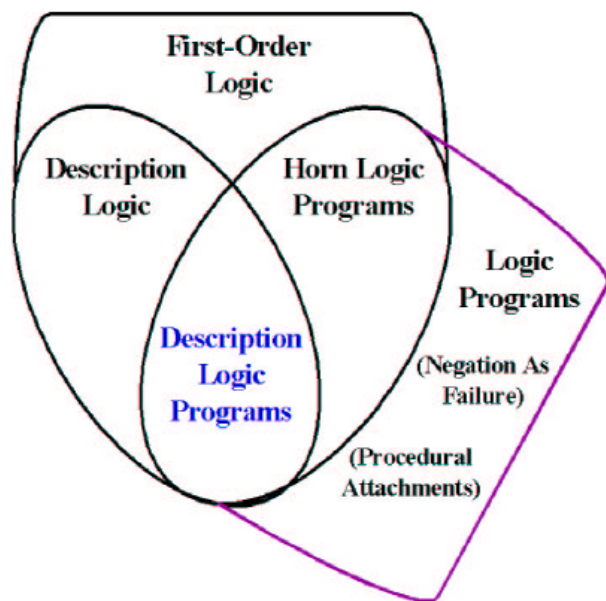 First-Order
Logic
Description
Logic
Horn Logic
Programs
Logic
Programs
Description
Logic
Programs
(Negation As
Failure)
(Procedural
Attachments)